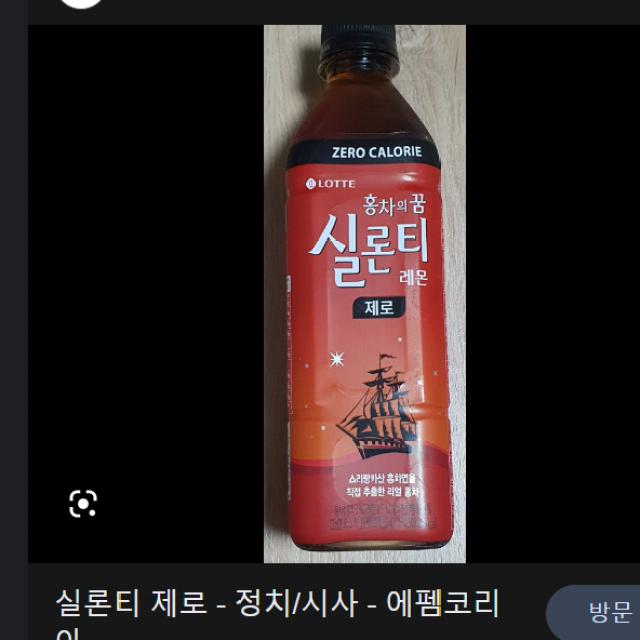 ZERO CALORIE
LOTTE
홍차의 꿈
실론티
레몬
제로
스리랑카산 홍차엽을
직접 추출한 리얼 홍차
실론티 제로 - 정치/시사 - 에펨코리
아
방문